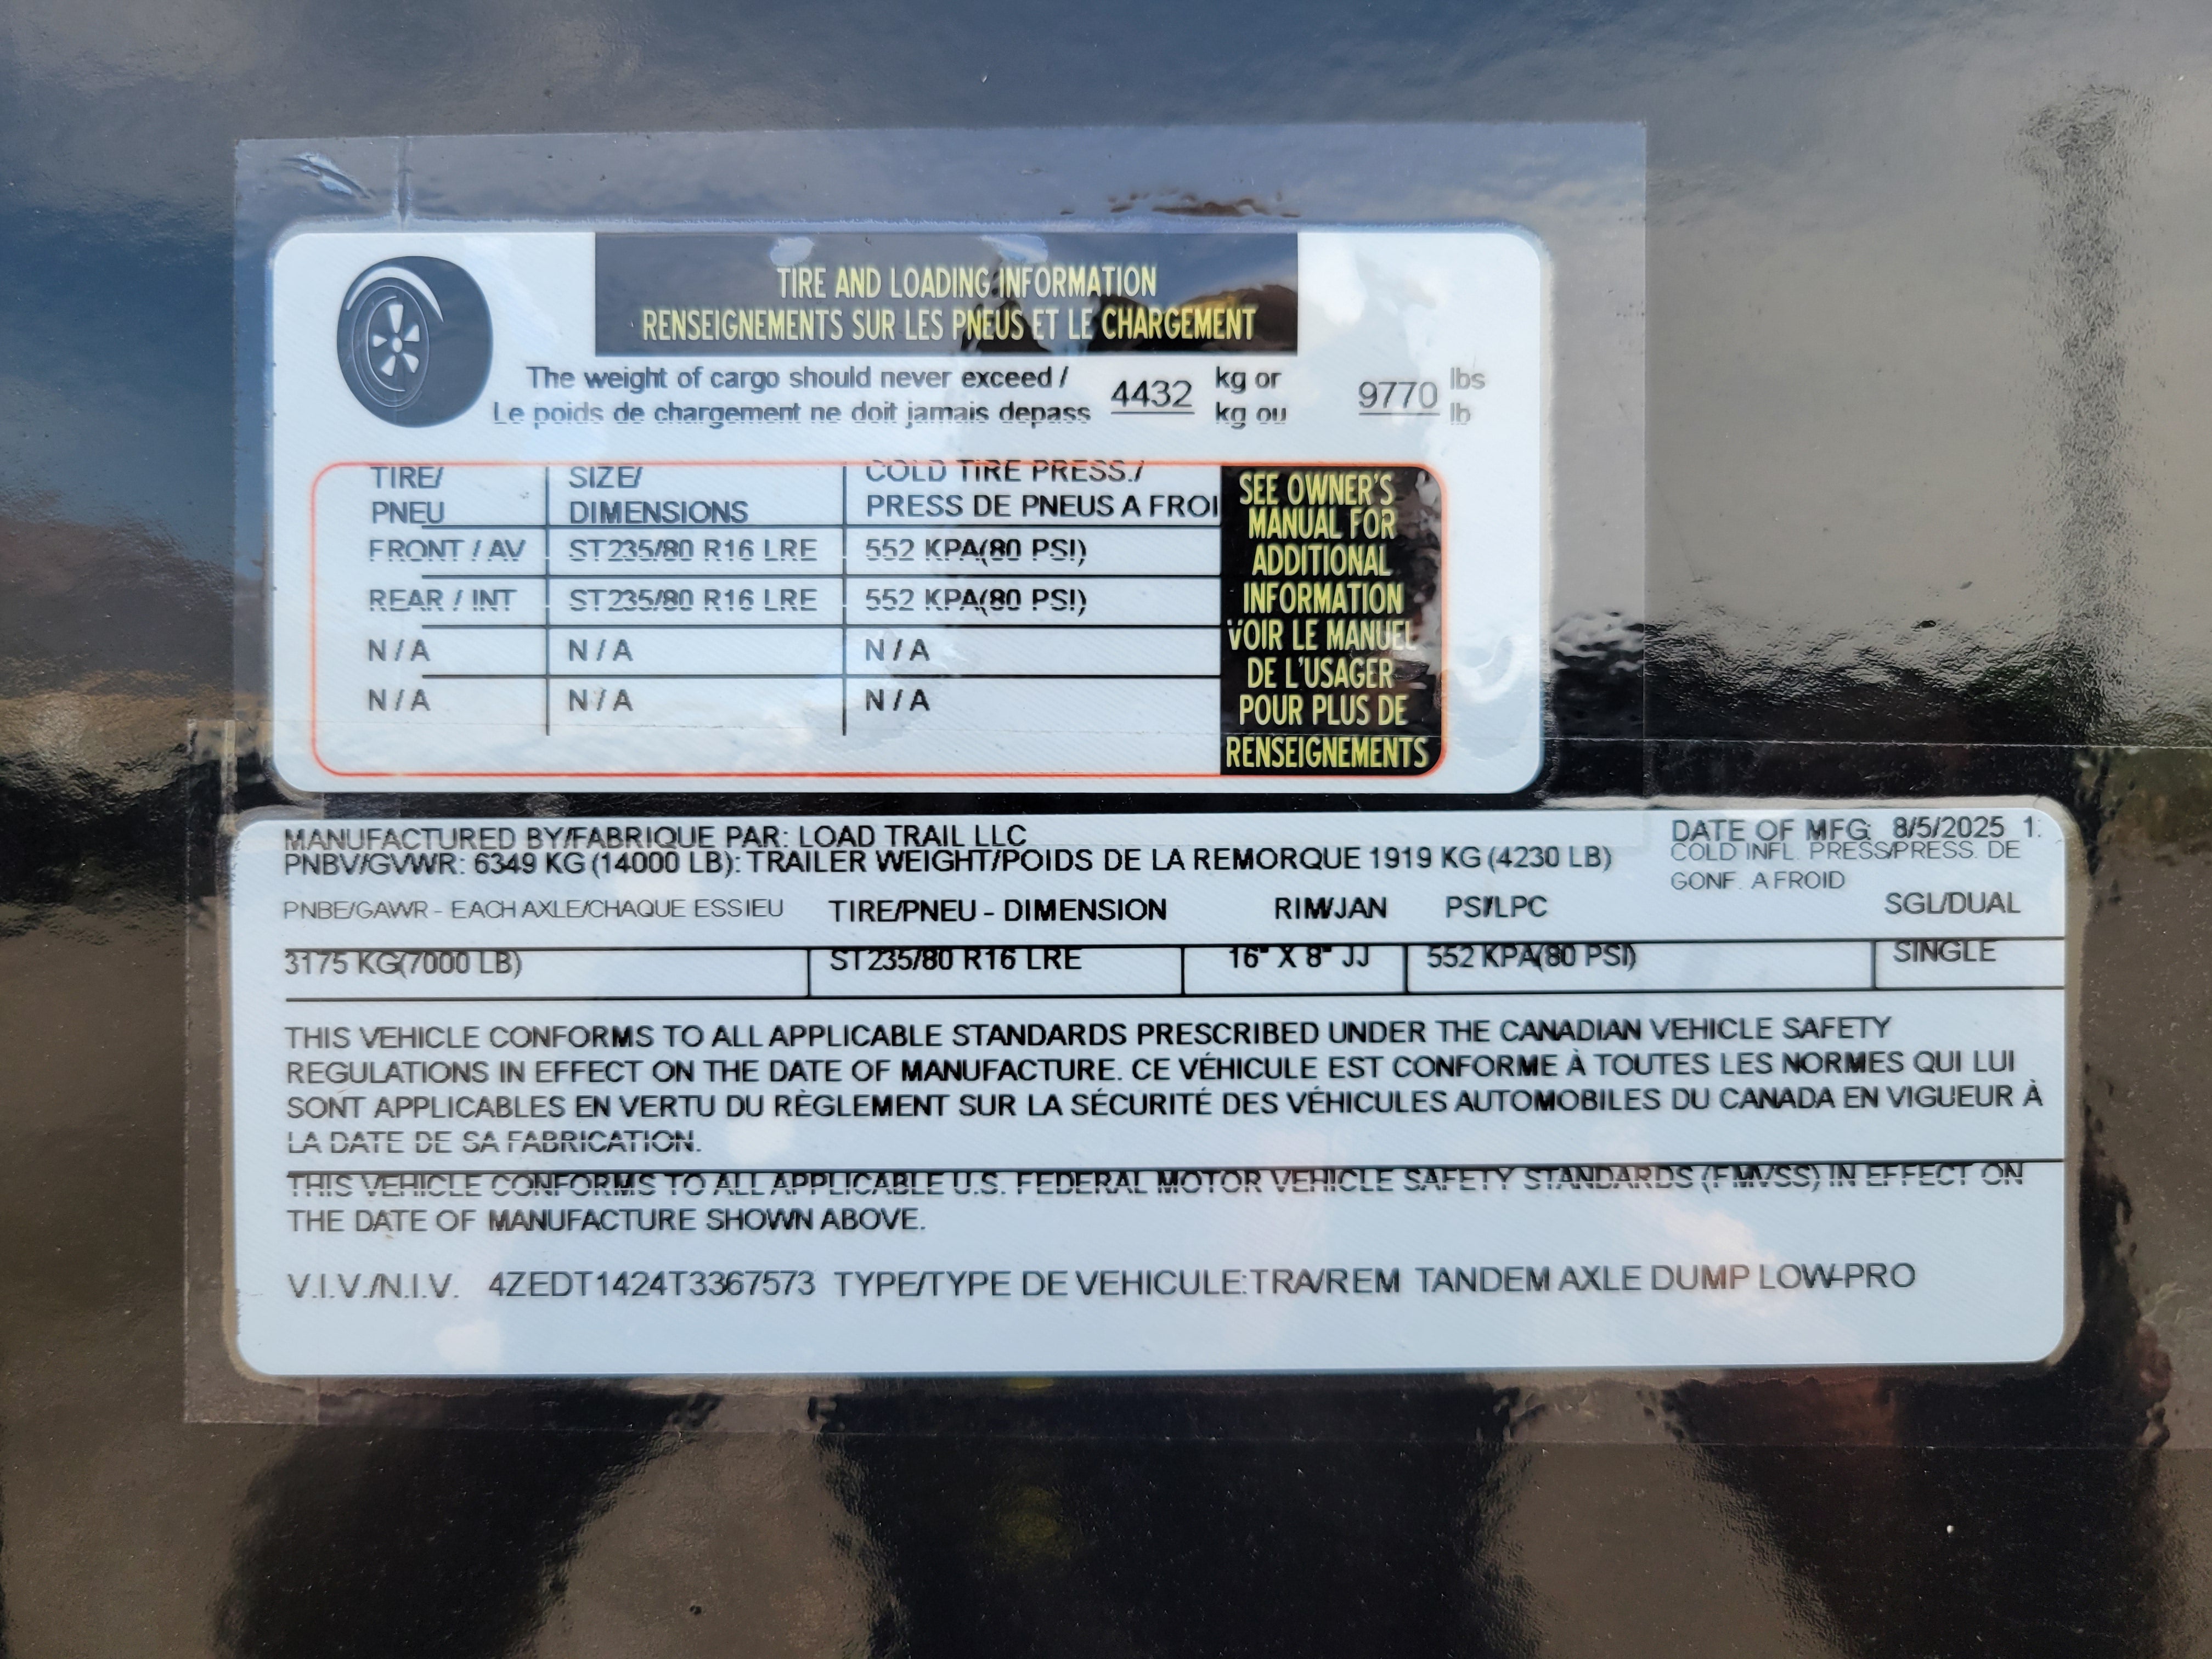 TIRE AND LOADING INFORMATION
RENSEIGNEMENTS SUR LES PNEUS ET LE CHARGEMENT
The weight of cargo should never exceed / 4432 kg or 9770 lbs
Le poids de chargement ne doit jamais depass kg ou lb
TIRE/ SIZE/ COLD TIRE PRESS./
PNEU DIMENSIONS PRESS DE PNEUS A FROI
FRONT / AV ST235/80 R16 LRE 552 KPA(80 PSI)
REAR / INT ST235/80 R16 LRE 552 KPA(80 PSI)
N / A N / A N / A
N / A N / A N / A
SEE OWNER'S
MANUAL FOR
ADDITIONAL
INFORMATION
VOIR LE MANUEL
DE L'USAGER
POUR PLUS DE
RENSEIGNEMENTS
MANUFACTURED BY/FABRIQUE PAR: LOAD TRAIL LLC DATE OF MFG: 8/5/2025 1:
PNBV/GVWR: 6349 KG (14000 LB): TRAILER WEIGHT/POIDS DE LA REMORQUE 1919 KG (4230 LB) COLD INFL. PRESS/PRESS. DE
GONF. A FROID
PNBE/GAWR - EACH AXLE/CHAQUE ESSIEU TIRE/PNEU - DIMENSION RIM/JAN PSI/LPC SGL/DUAL
3175 KG(7000 LB) ST235/80 R16 LRE 16" X 8" JJ 552 KPA(80 PSI) SINGLE
THIS VEHICLE CONFORMS TO ALL APPLICABLE STANDARDS PRESCRIBED UNDER THE CANADIAN VEHICLE SAFETY
REGULATIONS IN EFFECT ON THE DATE OF MANUFACTURE. CE VÉHICULE EST CONFORME À TOUTES LES NORMES QUI LUI
SONT APPLICABLES EN VERTU DU RÈGLEMENT SUR LA SÉCURITÉ DES VÉHICULES AUTOMOBILES DU CANADA EN VIGUEUR À
LA DATE DE SA FABRICATION.
THIS VEHICLE CONFORMS TO ALL APPLICABLE U.S. FEDERAL MOTOR VEHICLE SAFETY STANDARDS (FMVSS) IN EFFECT ON
THE DATE OF MANUFACTURE SHOWN ABOVE.
V.I.V./N.I.V. 4ZEDT1424T3367573 TYPE/TYPE DE VEHICULE:TRA/REM TANDEM AXLE DUMP LOW-PRO